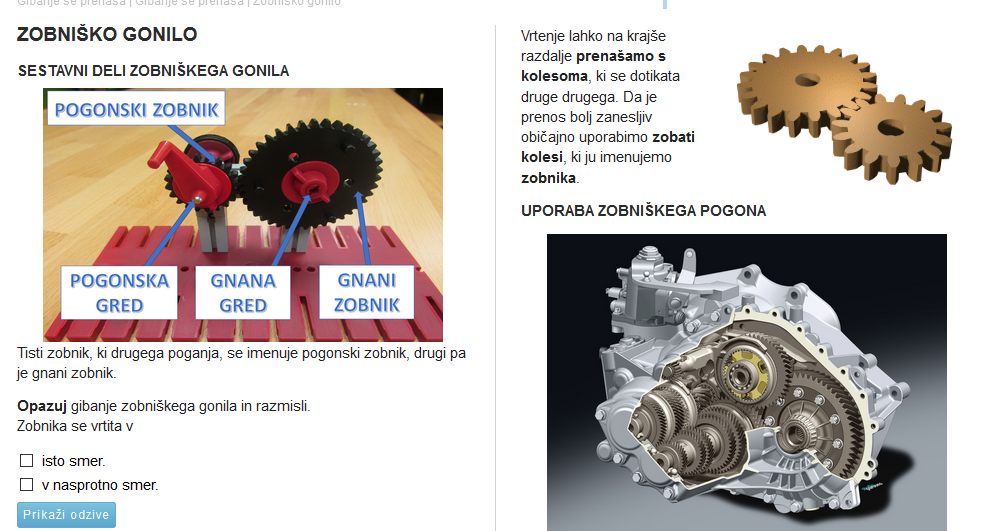 Gibanje se prenaša | Gibanje se prenaša | Zobniško gonilo
ZOBNIŠKO GONILO
SESTAVNI DELI ZOBNIŠKEGA GONILA
POGONSKI ZOBNIK
POGONSKA
GRED
GNANA
GRED
GNANI
ZOBNIK
Tisti zobnik, ki drugega poganja, se imenuje pogonski zobnik, drugi pa
je gnani zobnik.
Opazuj gibanje zobniškega gonila in razmisli.
Zobnika se vrtita v
isto smer.
v nasprotno smer.
Prikaži odzive
Vrtenje lahko na krajše
razdalje prenašamo s
kolesoma, ki se dotikata
druge drugega. Da je
prenos bolj zanesljiv
običajno uporabimo zobati
kolesi, ki ju imenujemo
zobnika.
UPORABA ZOBNIŠKEGA POGONA